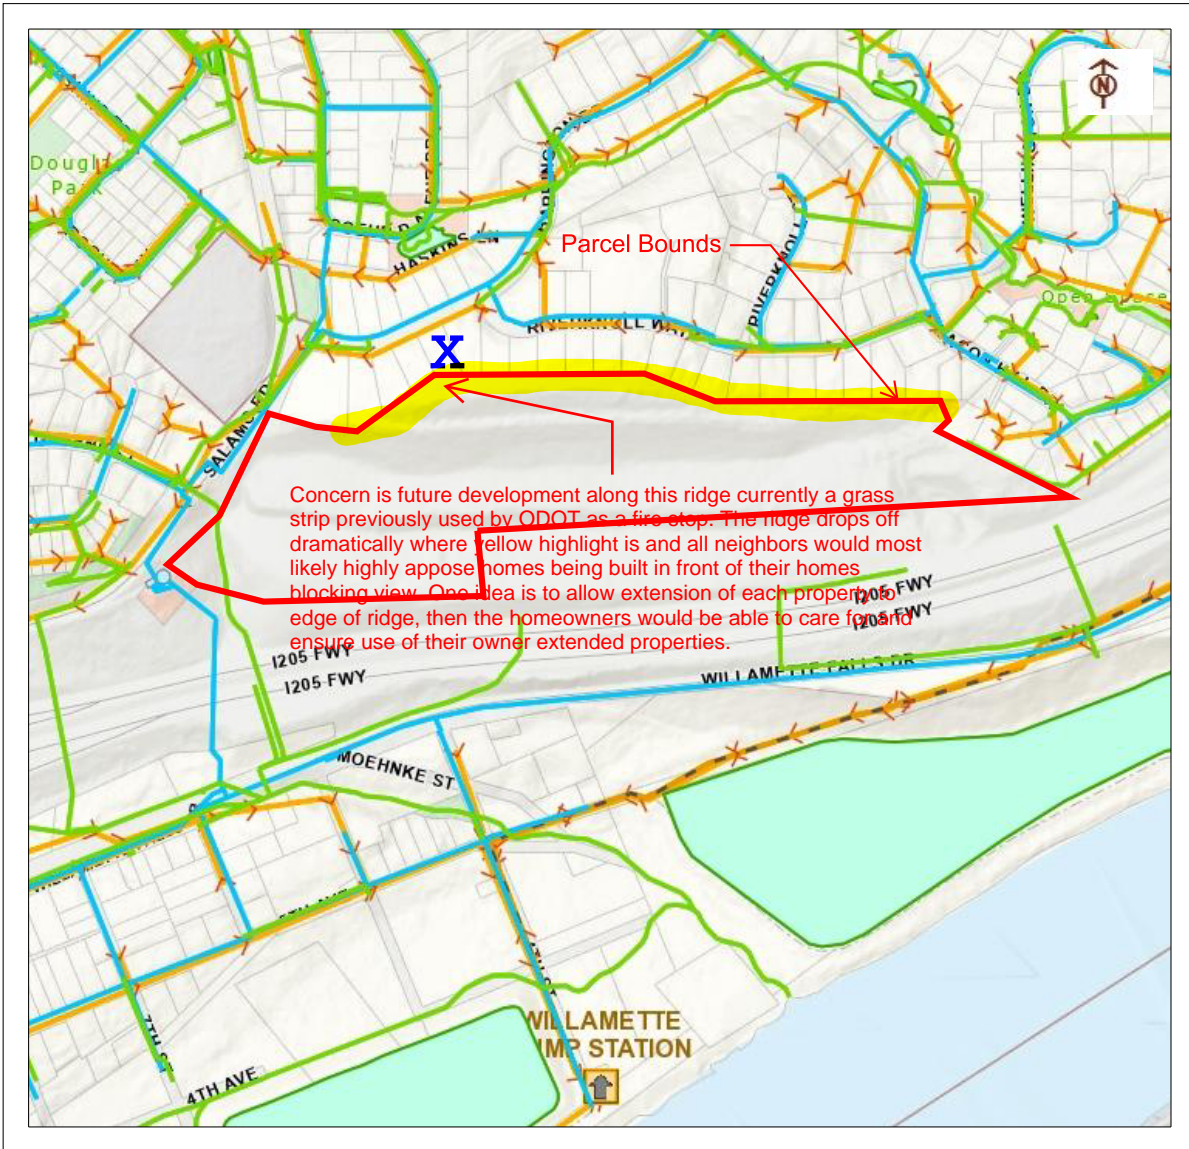 N
Dougl
Park
HASKINS LN
Parcel Bounds
RIVERKNOLL WAY
RIVERKNOLL
Open Space
X
SALAMO RD
Concern is future development along this ridge currently a grass
strip previously used by ODOT as a fire stop. The ridge drops off
dramatically where yellow highlight is and all neighbors would most
likely highly appose homes being built in front of their homes
blocking view. One idea is to allow extension of each property to
edge of ridge, then the homeowners would be able to care for and
ensure use of their owner extended properties.
I205 FWY
I205 FWY
I205 FWY
I205 FWY
WILLAMETTE FALLS DR
MOEHNKE ST
4TH ST
7TH ST
WILLAMETTE
UMP STATION
4TH AVE